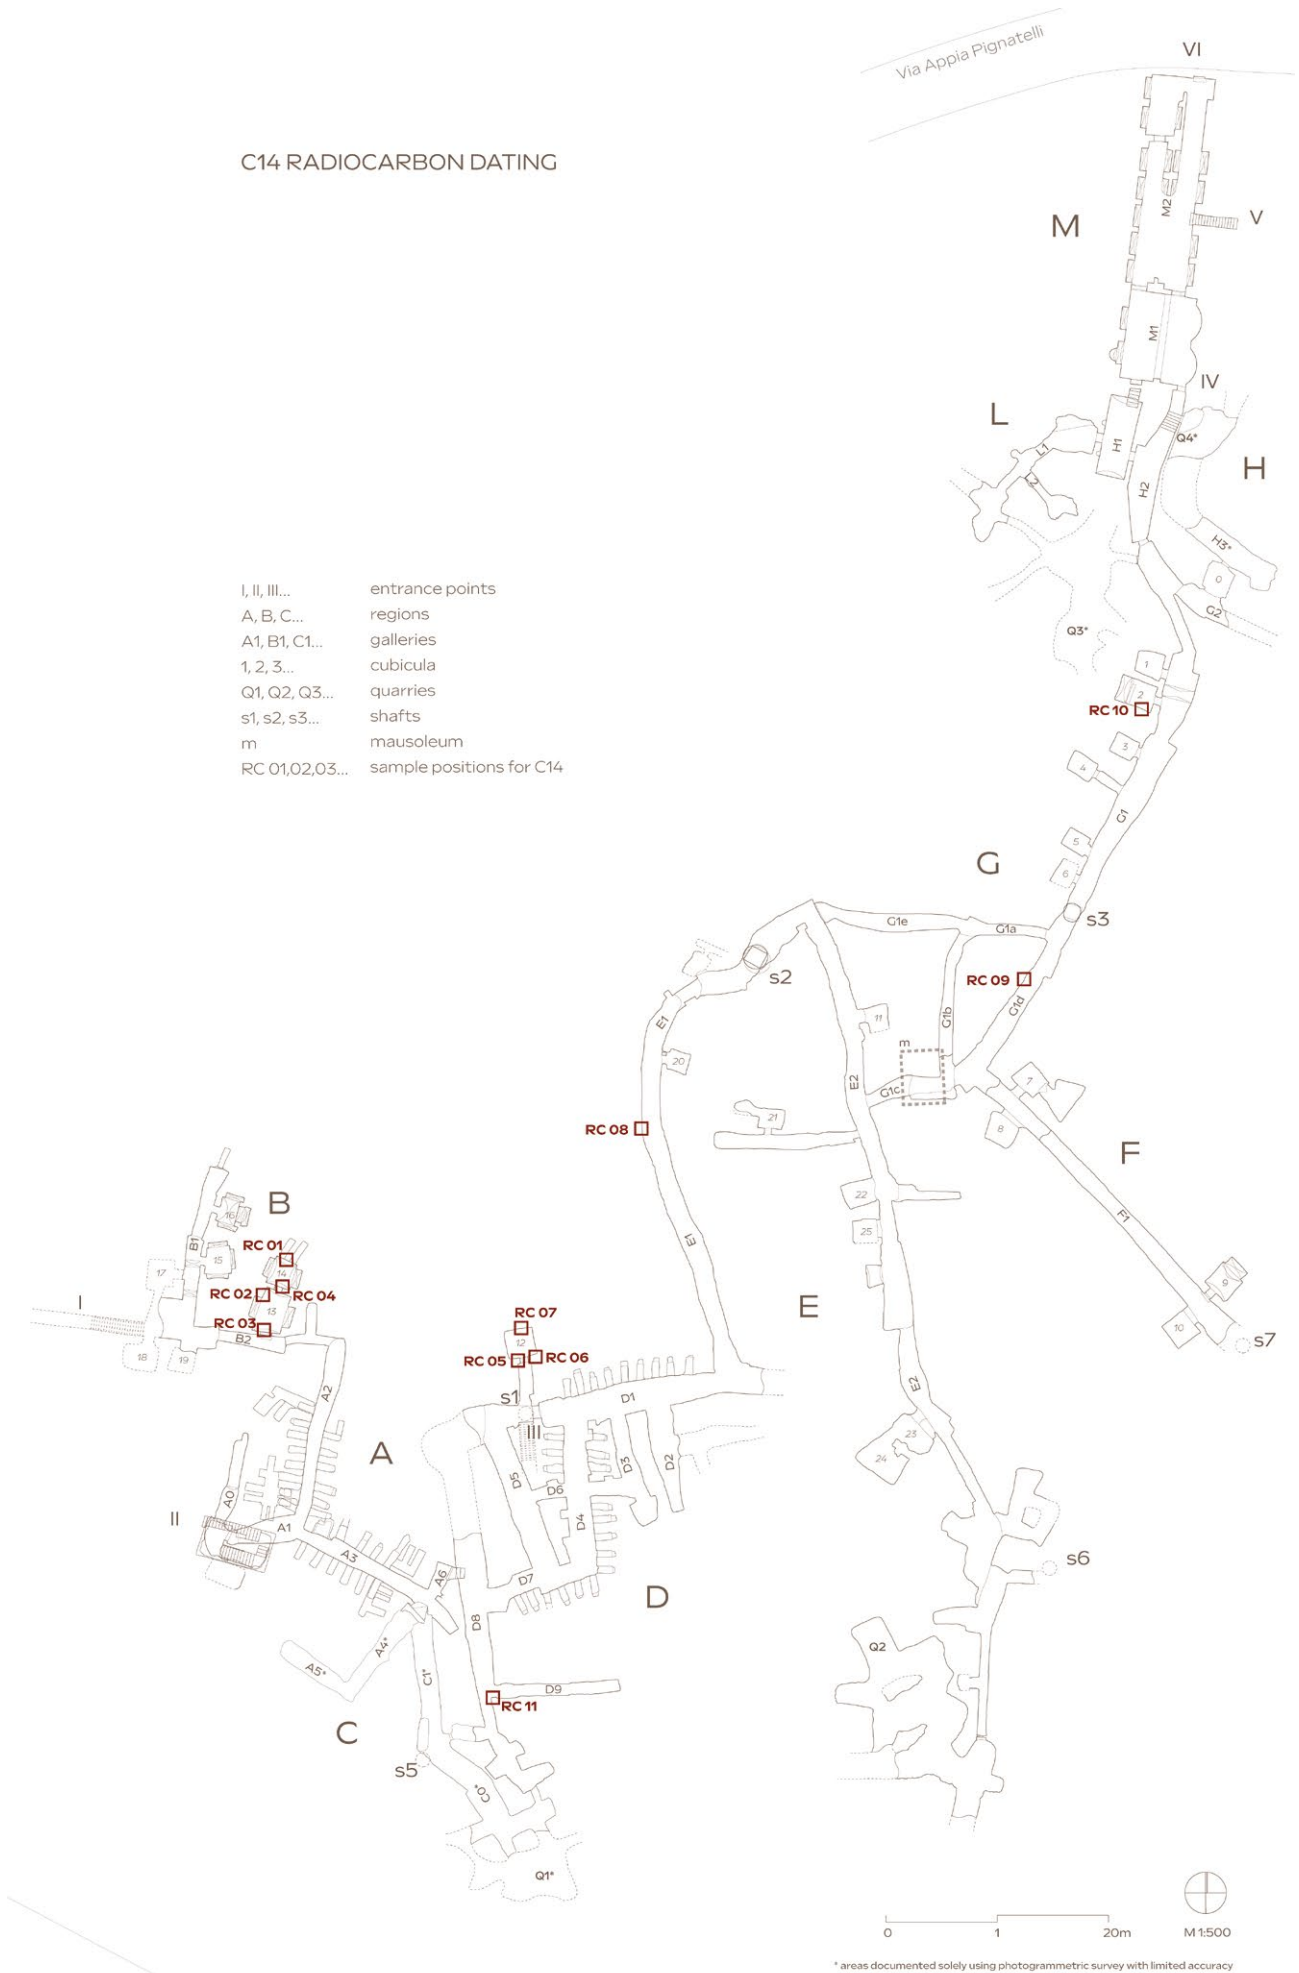 VI
Via Appia Pignatelli
C14 RADIOCARBON DATING
M2
M
V
M1
IV
L
H1
Q4*
L1
H
L2
H2
H3*
0
G2
Q3*
I, II, III... entrance points
A, B, C... regions
A1, B1, C1... galleries
1, 2, 3... cubicula
Q1, Q2, Q3... quarries
s1, s2, s3... shafts
m mausoleum
RC 01,02,03... sample positions for C14
1
2
RC 10
3
4
G1
5
G
6
s3
G1e
G1a
s2
RC 09
G1d
E1
11
G1b
m
20
E2
7
G1c
21
RC 08
8
F
B
22
16
F1
25
E1
B1
RC 01
15
17
14
9
RC 02
RC 04
I
13
E
RC 07
RC 03
10
s7
B2
12
18
19
RC 05
RC 06
E2
A2
s1
D1
III
23
A
24
D3
D2
D5
D6
A0
II
A1
D4
A3
s6
A6
D7
D
D8
A4*
Q2
A5*
C1*
D9
RC 11
C
s5
C0*
Q1*
0 1 20m
M 1:500
* areas documented solely using photogrammetric survey with limited accuracy